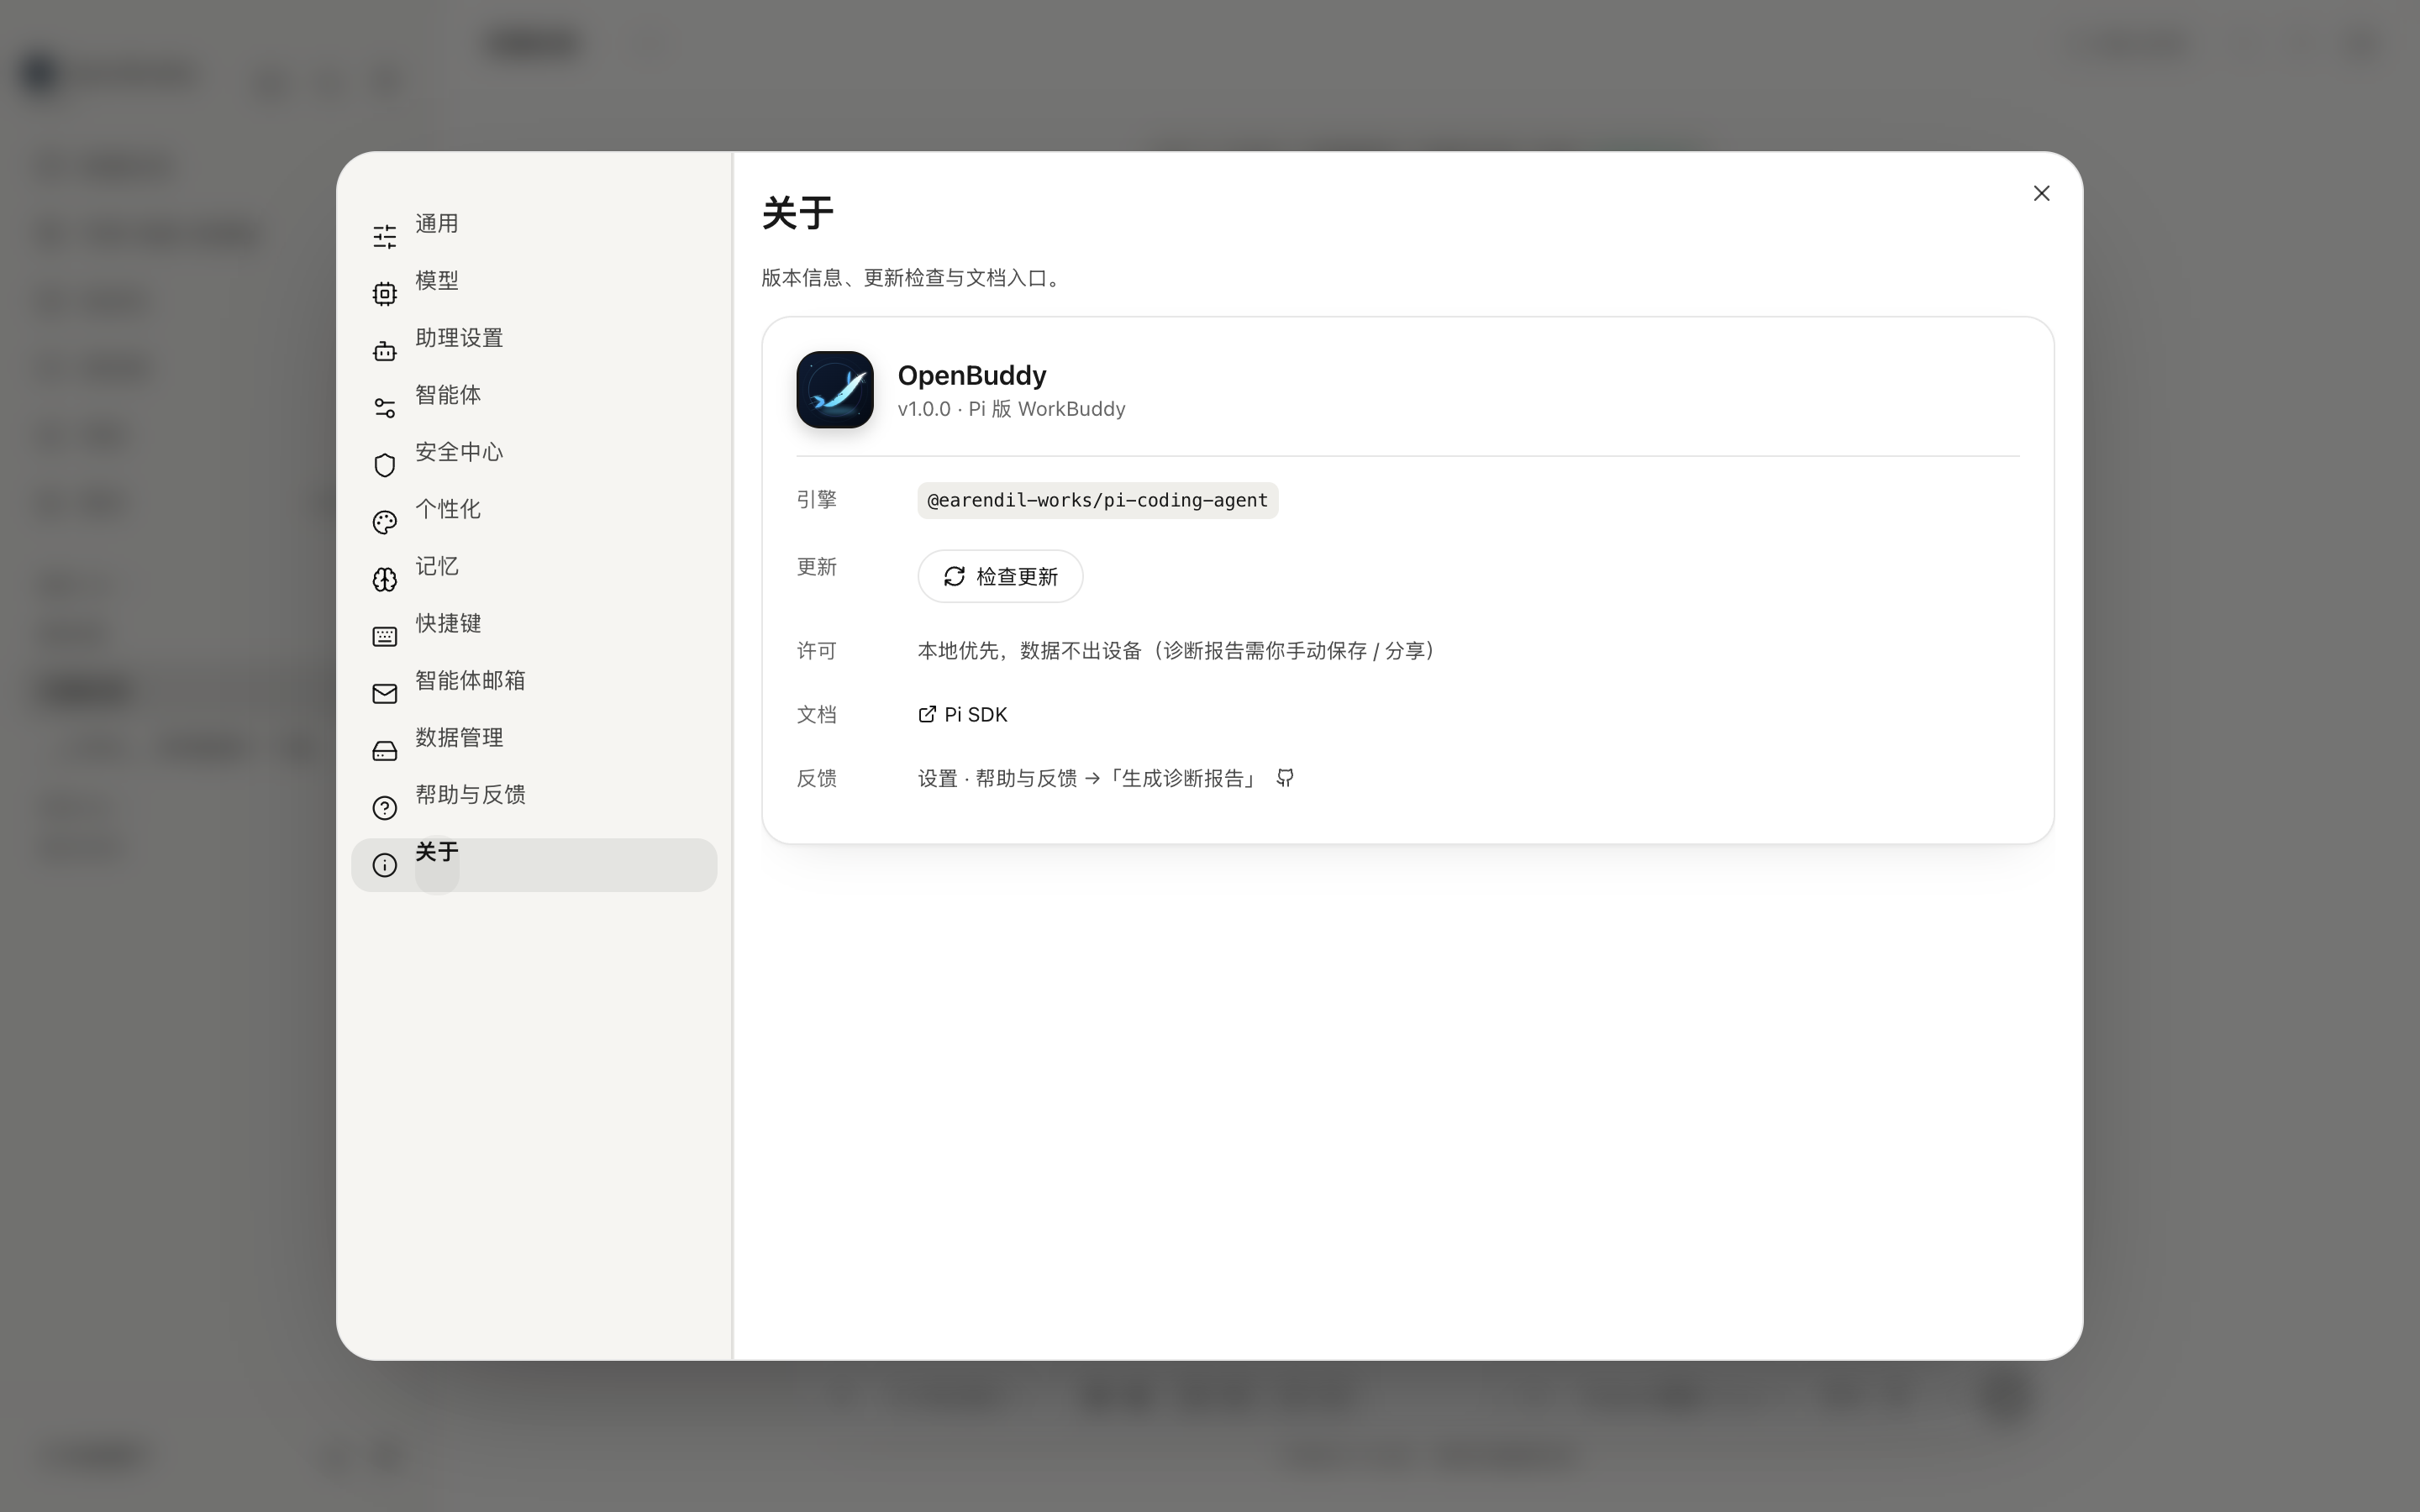 通用
模型
助理设置
智能体
安全中心
个性化
记忆
快捷键
智能体邮箱
数据管理
帮助与反馈
关于
关于
版本信息、更新检查与文档入口。
OpenBuddy
v1.0.0 · Pi 版 WorkBuddy
引擎 @earendil-works/pi-coding-agent
更新 检查更新
许可 本地优先，数据不出设备（诊断报告需你手动保存 / 分享）
文档 Pi SDK
反馈 设置 · 帮助与反馈 →「生成诊断报告」